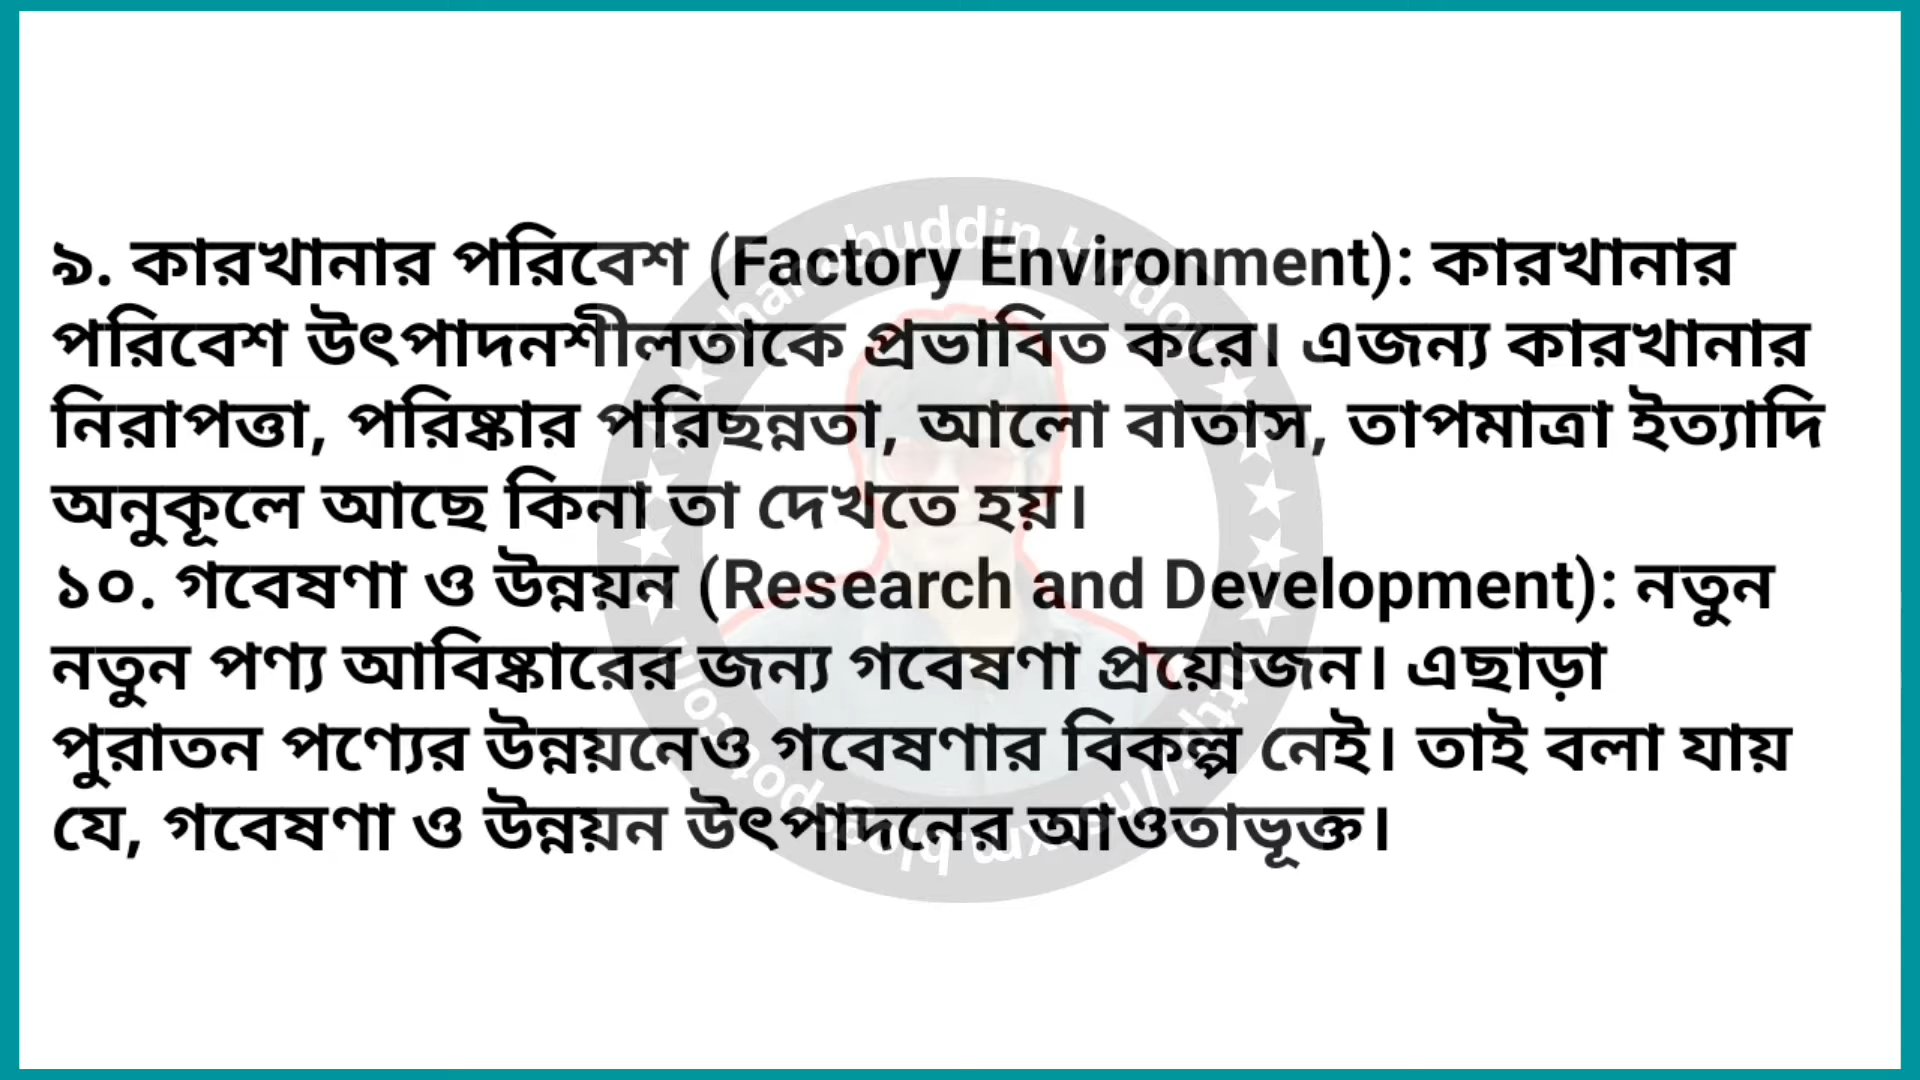 ৯. কারখানার পরিবেশ (Factory Environment): কারখানার
পরিবেশ উৎপাদনশীলতাকে প্রভাবিত করে। এজন্য কারখানার
নিরাপত্তা, পরিষ্কার পরিছন্নতা, আলো বাতাস, তাপমাত্রা ইত্যাদি
অনুকূলে আছে কিনা তা দেখতে হয়।
১০. গবেষণা ও উন্নয়ন (Research and Development): নতুন
নতুন পণ্য আবিষ্কারের জন্য গবেষণা প্রয়োজন। এছাড়া
পুরাতন পণ্যের উন্নয়নেও গবেষণার বিকল্প নেই। তাই বলা যায়
যে, গবেষণা ও উন্নয়ন উৎপাদনের আওতাভূক্ত।